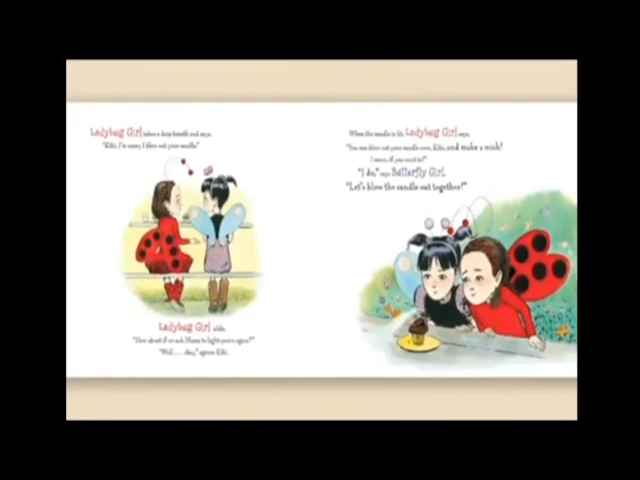 Ladybug Girl takes a deep breath and says,
"Kiki, I'm sorry I blew out your candle."
Ladybug Girl adds,
"How about if we ask Mama to light yours again?"
"Well . . . okay," agrees Kiki.
When the candle is lit, Ladybug Girl says,
"You can blow out your candle now, Kiki, and make a wish!
I mean, if you want to!"
"I do," says Butterfly Girl.
"Let's blow the candle out together!"